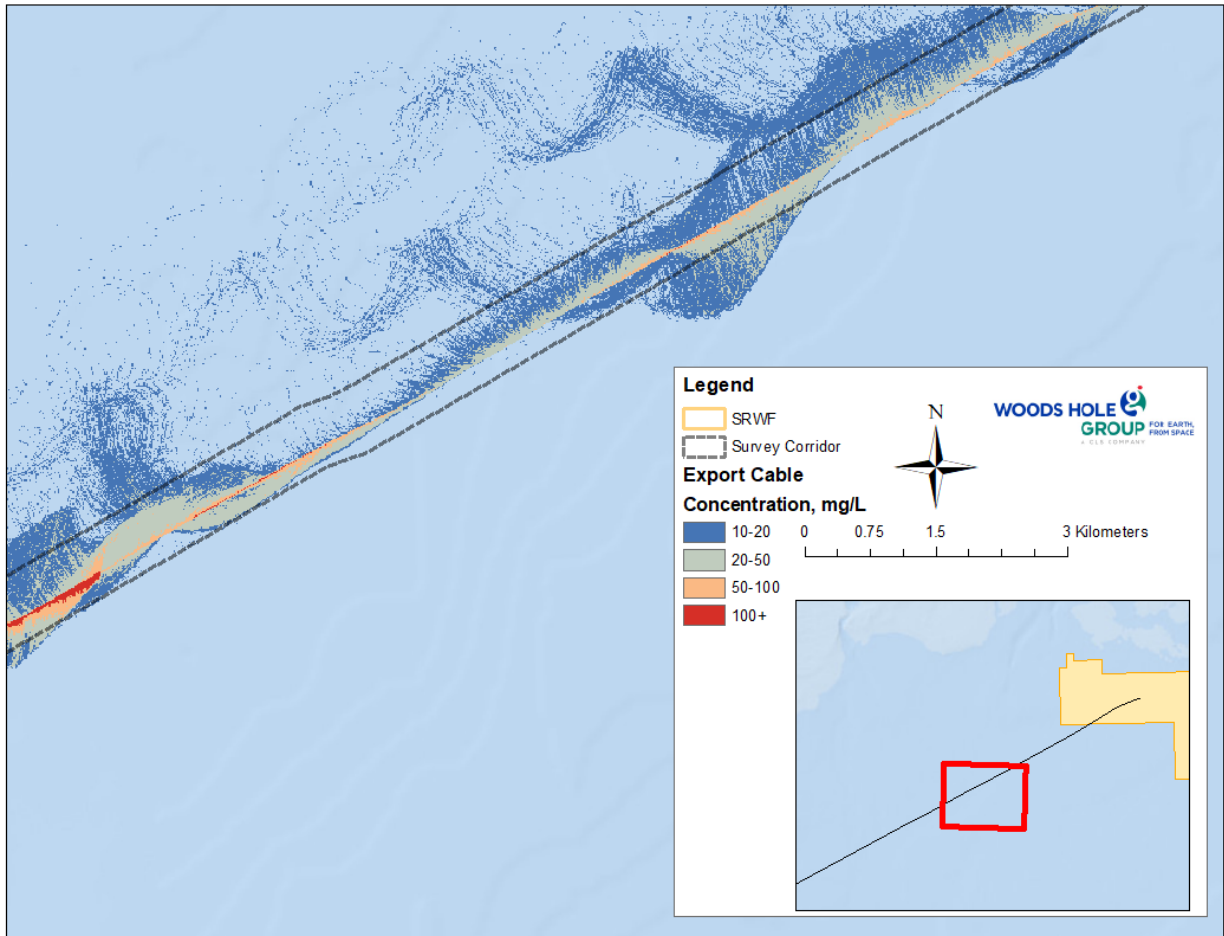 Legend
SRWF
Survey Corridor
Export Cable
Concentration, mg/L
10-20
20-50
50-100
100+
N
WOODS HOLE
GROUP
FOR EARTH,
FROM SPACE
A CLS COMPANY
0 0.75 1.5 3 Kilometers